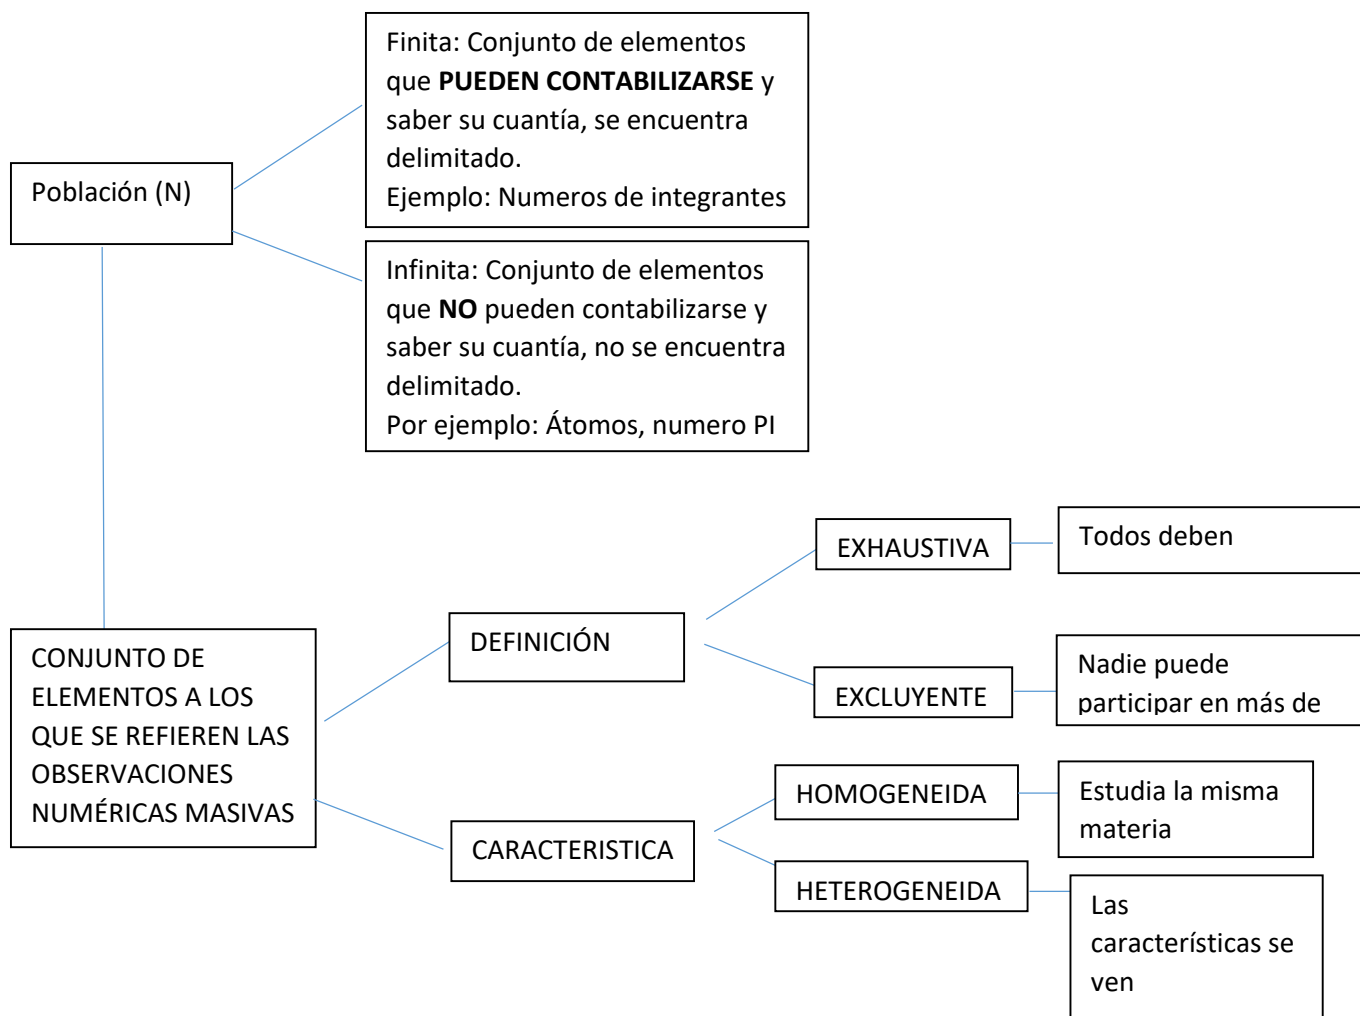 Finita: Conjunto de elementos
que PUEDEN CONTABILIZARSE y
saber su cuantía, se encuentra
delimitado.
Ejemplo: Numeros de integrantes
Población (N)
Infinita: Conjunto de elementos
que NO pueden contabilizarse y
saber su cuantía, no se encuentra
delimitado.
Por ejemplo: Átomos, numero PI
EXHAUSTIVA
Todos deben
CONJUNTO DE
ELEMENTOS A LOS
QUE SE REFIEREN LAS
OBSERVACIONES
NUMÉRICAS MASIVAS
DEFINICIÓN
EXCLUYENTE
Nadie puede
participar en más de
CARACTERISTICA
HOMOGENEIDA
Estudia la misma
materia
HETEROGENEIDA
Las
características se
ven